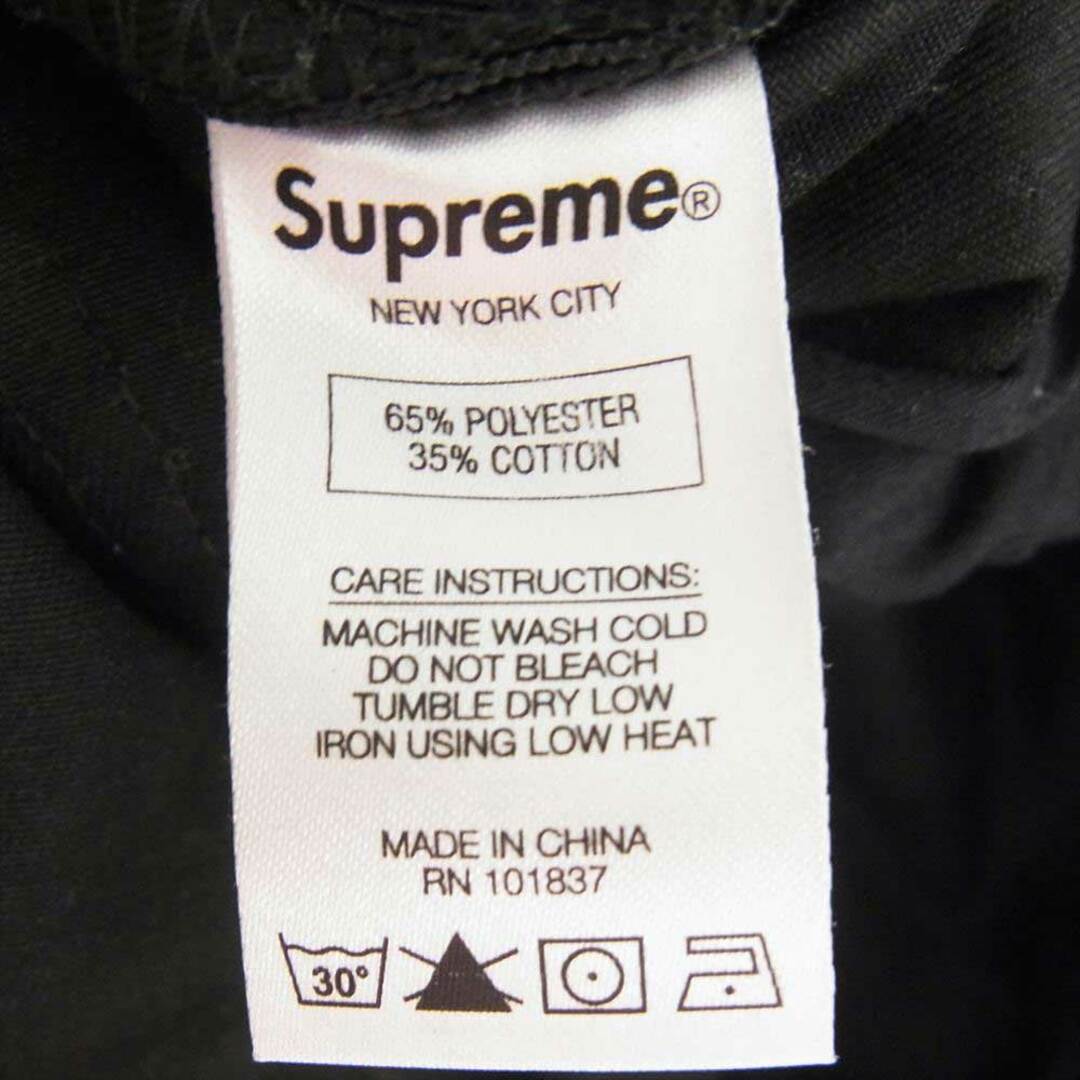 Supreme®
NEW YORK CITY
65% POLYESTER
35% COTTON
CARE INSTRUCTIONS:
MACHINE WASH COLD
DO NOT BLEACH
TUMBLE DRY LOW
IRON USING LOW HEAT
MADE IN CHINA
RN 101837
30°